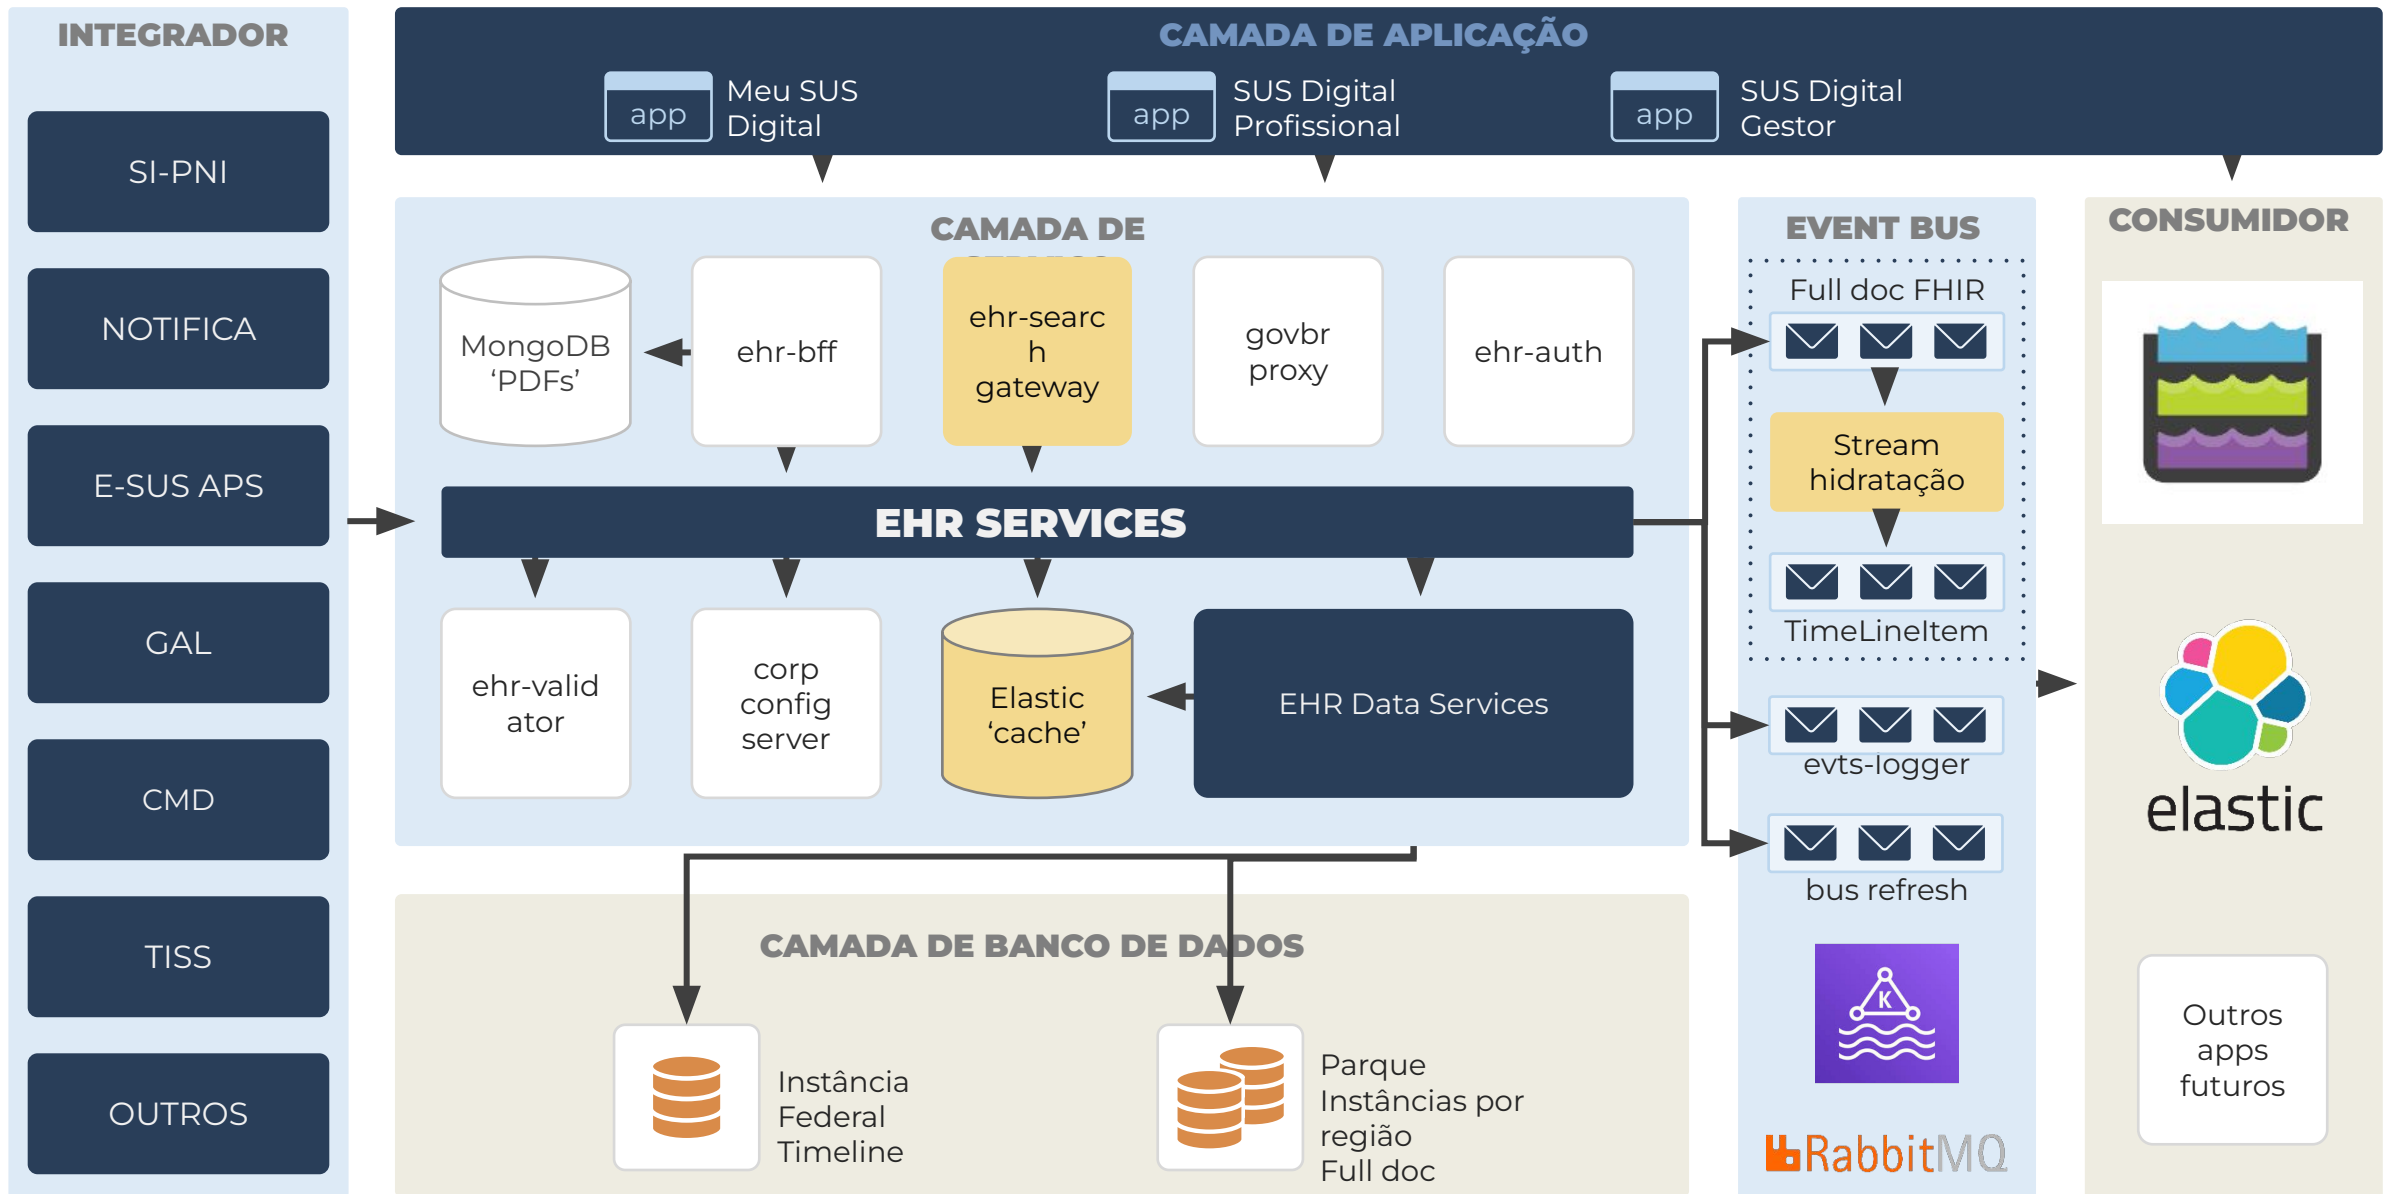 INTEGRADOR
SI-PNI
NOTIFICA
E-SUS APS
GAL
CMD
TISS
OUTROS
CAMADA DE APLICAÇÃO
app
Meu SUS
Digital
app
SUS Digital
Profissional
app
SUS Digital
Gestor
CAMADA DE
MongoDB
‘PDFs’
ehr-bff
ehr-searc
h
gateway
govbr
proxy
ehr-auth
EHR SERVICES
ehr-valid
ator
corp
config
server
Elastic
‘cache’
EHR Data Services
CAMADA DE BANCO DE DADOS
Instância
Federal
Timeline
Parque
Instâncias por
região
Full doc
EVENT BUS
Full doc FHIR
Stream
hidratação
TimeLineItem
evts-logger
bus refresh
K
RabbitMQ
CONSUMIDOR
elastic
Outros
apps
futuros